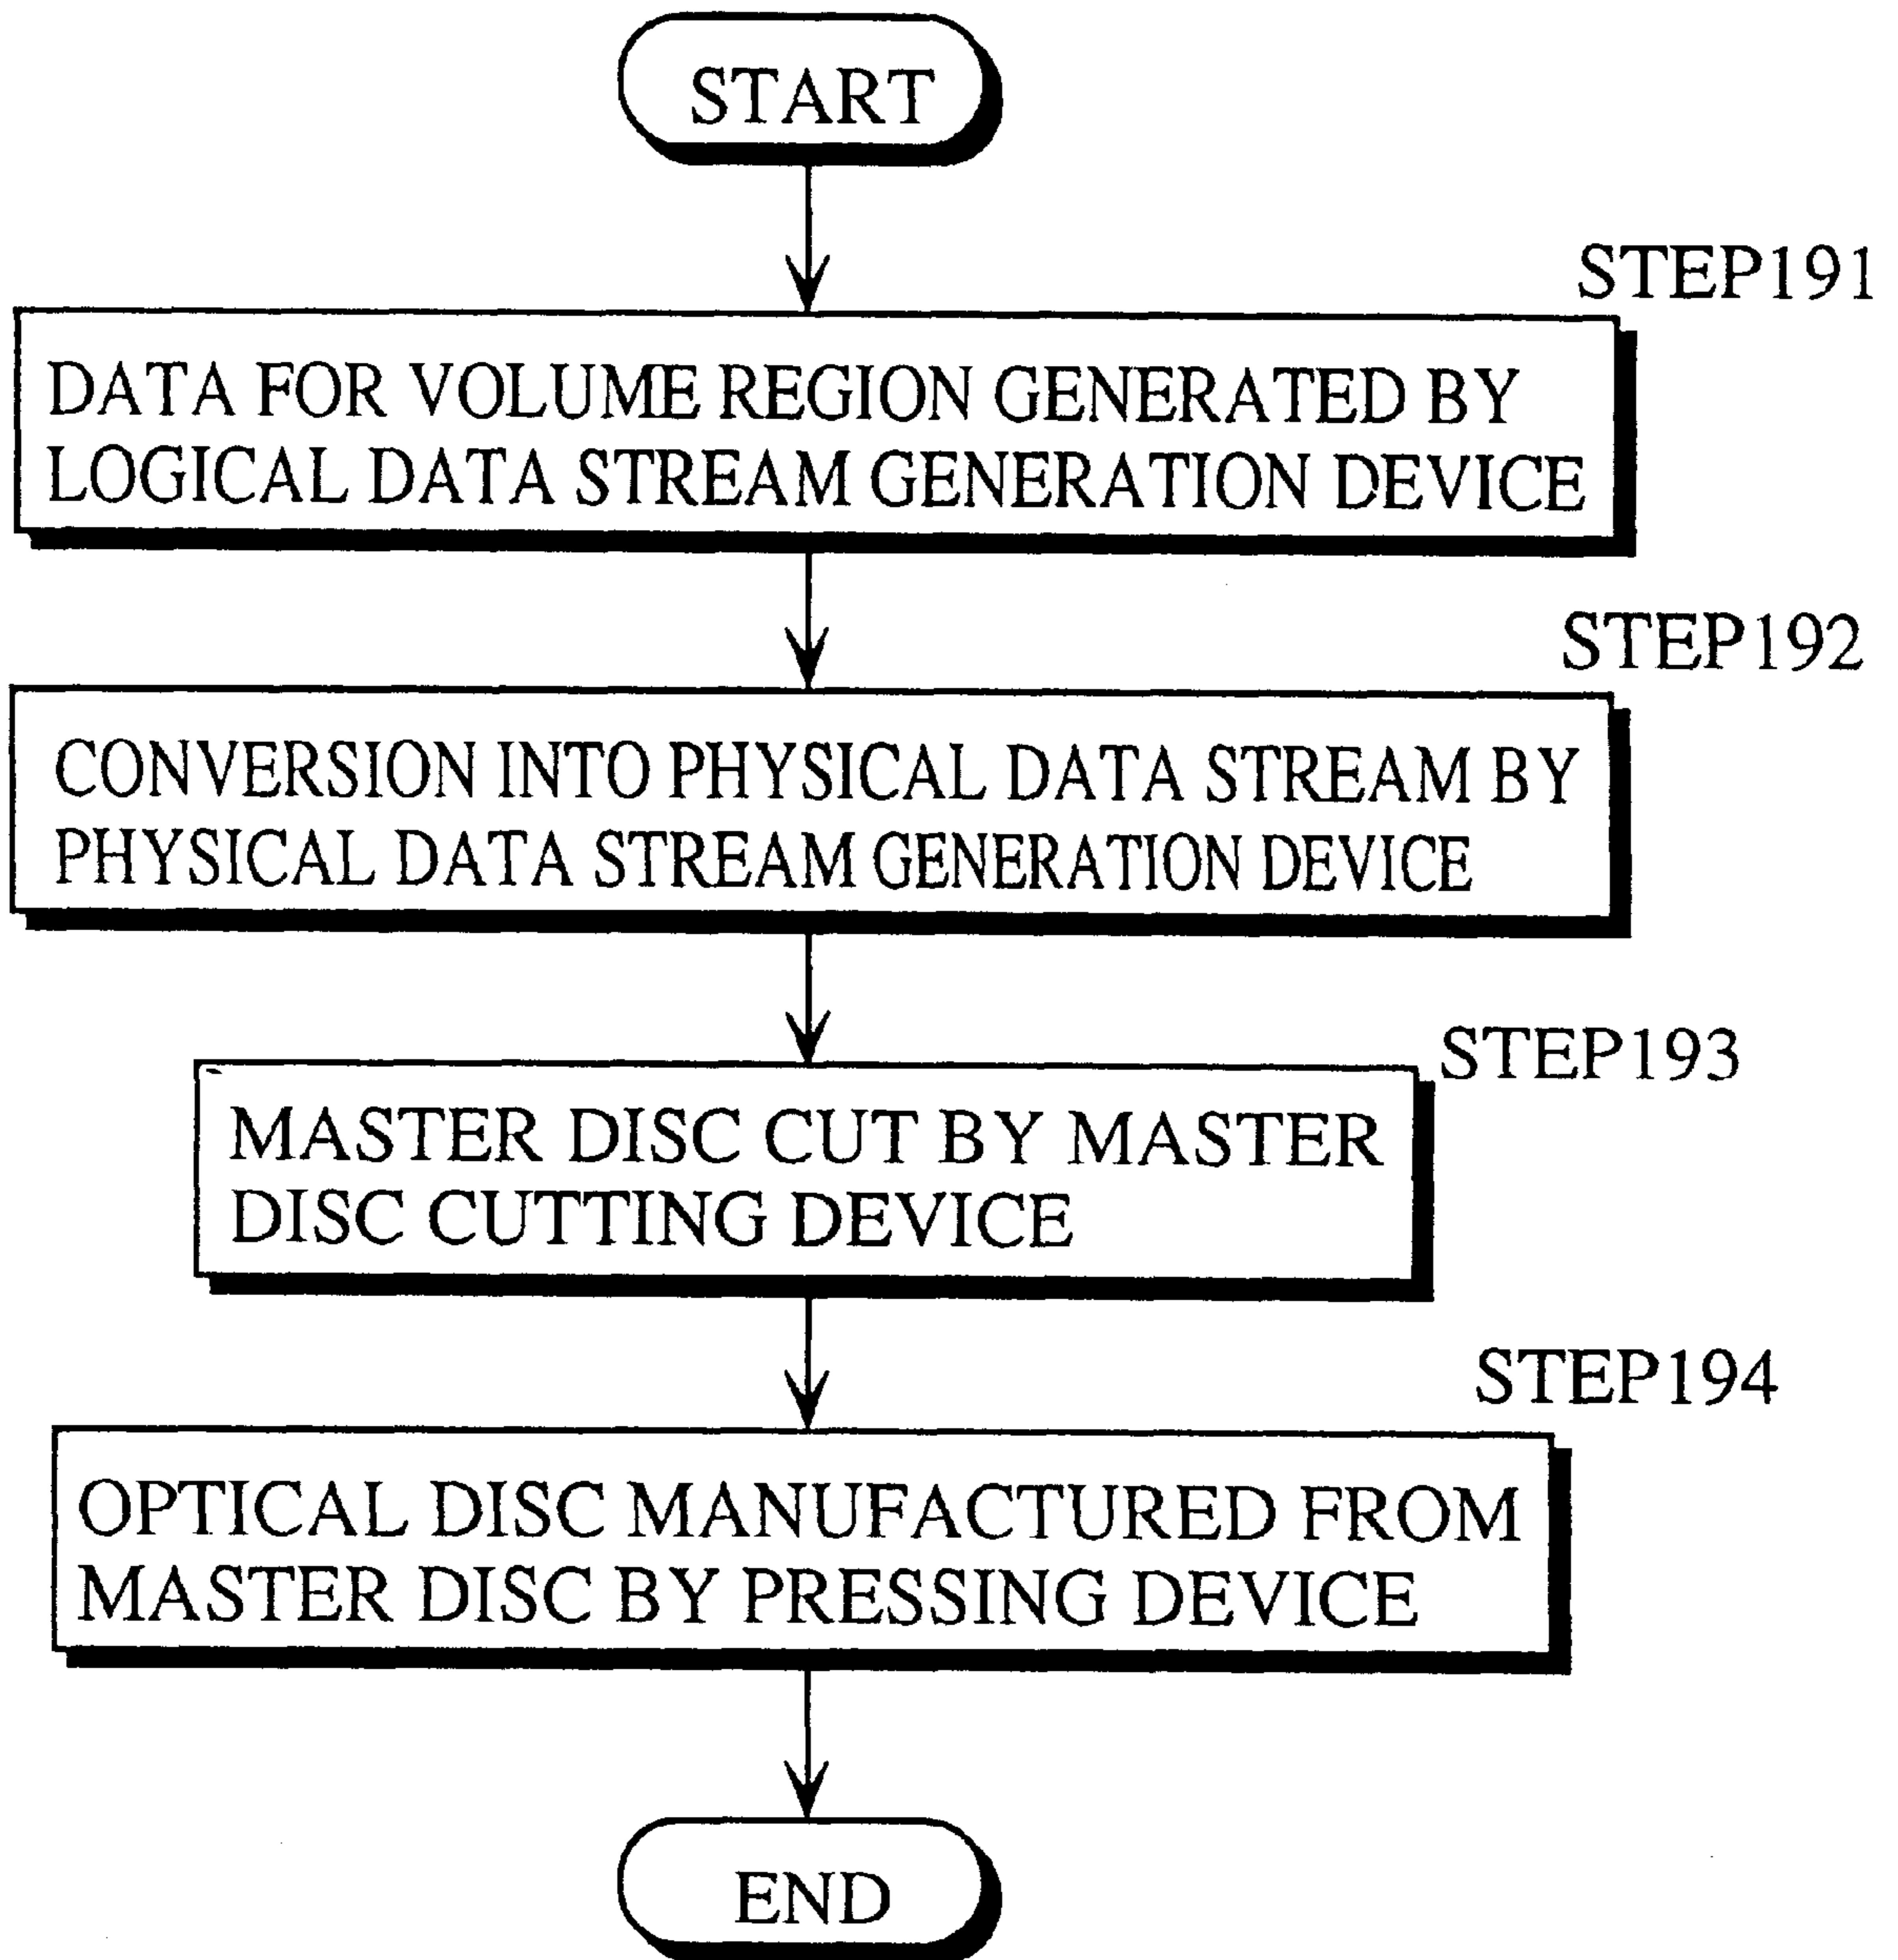 START
STEP191
DATA FOR VOLUME REGION GENERATED BY
LOGICAL DATA STREAM GENERATION DEVICE
STEP192
CONVERSION INTO PHYSICAL DATA STREAM BY
PHYSICAL DATA STREAM GENERATION DEVICE
STEP193
MASTER DISC CUT BY MASTER
DISC CUTTING DEVICE
STEP194
OPTICAL DISC MANUFACTURED FROM
MASTER DISC BY PRESSING DEVICE
END